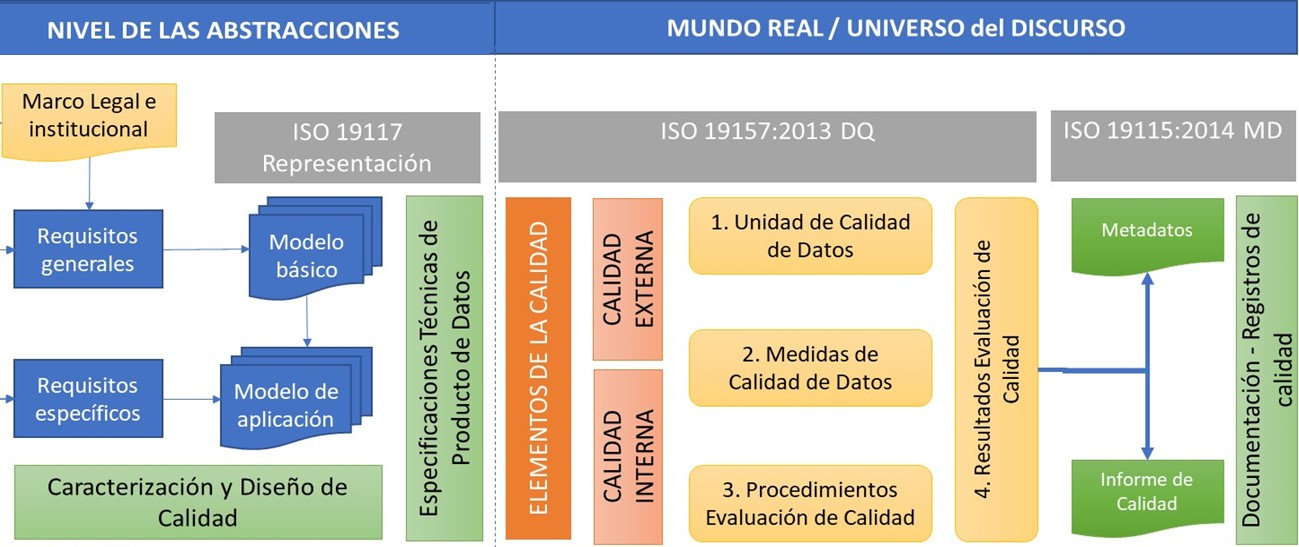 NIVEL DE LAS ABSTRACCIONES
MUNDO REAL / UNIVERSO del DISCURSO
Marco Legal e
institucional
ISO 19117
Representación
ISO 19157:2013 DQ
ISO 19115:2014 MD
Requisitos
generales
Modelo
básico
Requisitos
específicos
Modelo de
aplicación
Caracterización y Diseño de
Calidad
Especificaciones Técnicas de
Producto de Datos
ELEMENTOS DE LA CALIDAD
CALIDAD
EXTERNA
CALIDAD
INTERNA
1. Unidad de Calidad
de Datos
2. Medidas de
Calidad de Datos
3. Procedimientos
Evaluación de Calidad
4. Resultados Evaluación de
Calidad
Metadatos
Informe de
Calidad
Documentación - Registros de
calidad